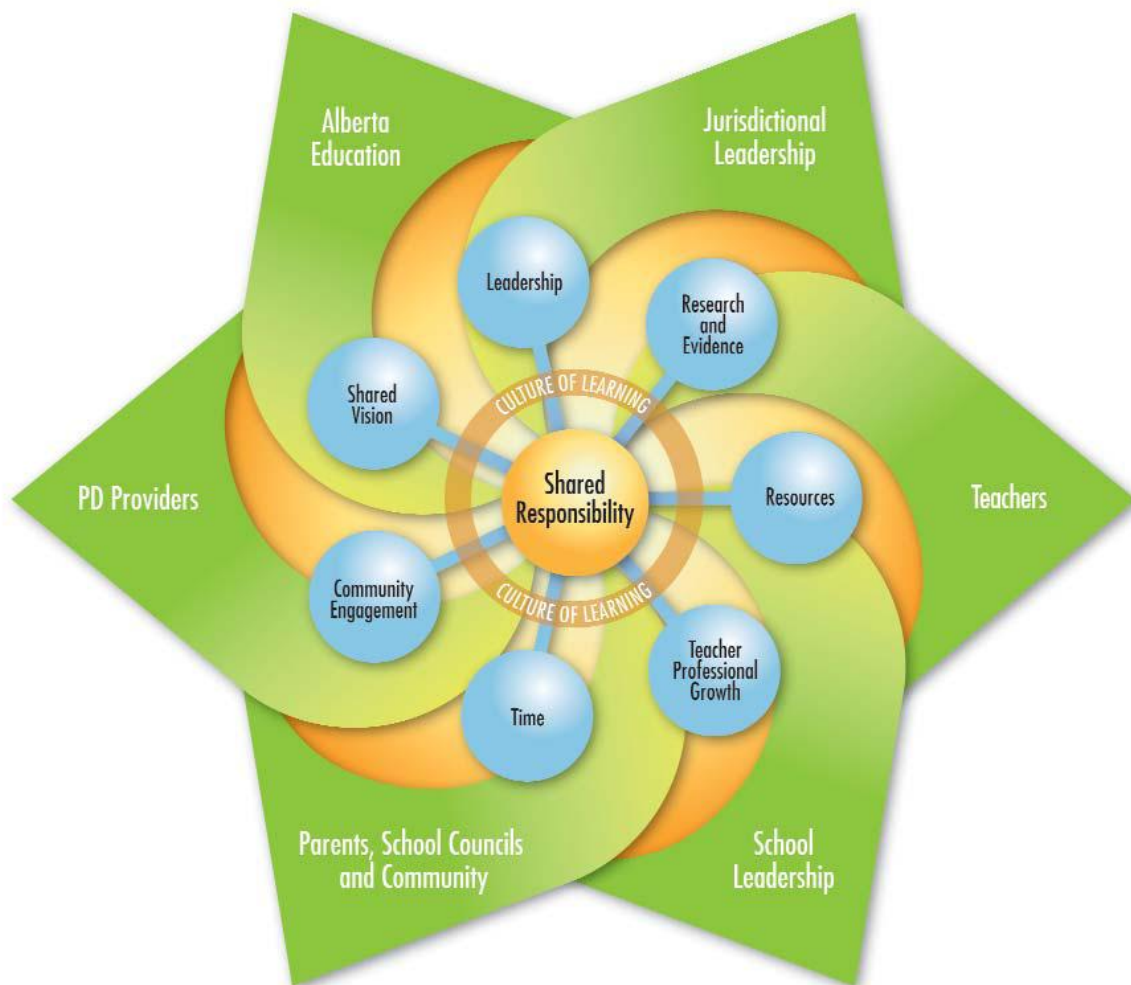 Alberta
Education
Jurisdictional
Leadership
Leadership
Research
and
Evidence
Shared
Vision
CULTURE OF LEARNING
PD Providers
Shared
Responsibility
Resources
Teachers
Community
Engagement
CULTURE OF LEARNING
Teacher
Professional
Growth
Time
Parents, School Councils
and Community
School
Leadership